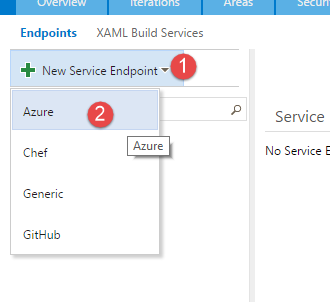 Overview Iterations Areas
Endpoints XAML Build Services
New Service Endpoint 1
Azure 2
Service
Azure
No Service
Chef
Generic
GitHub